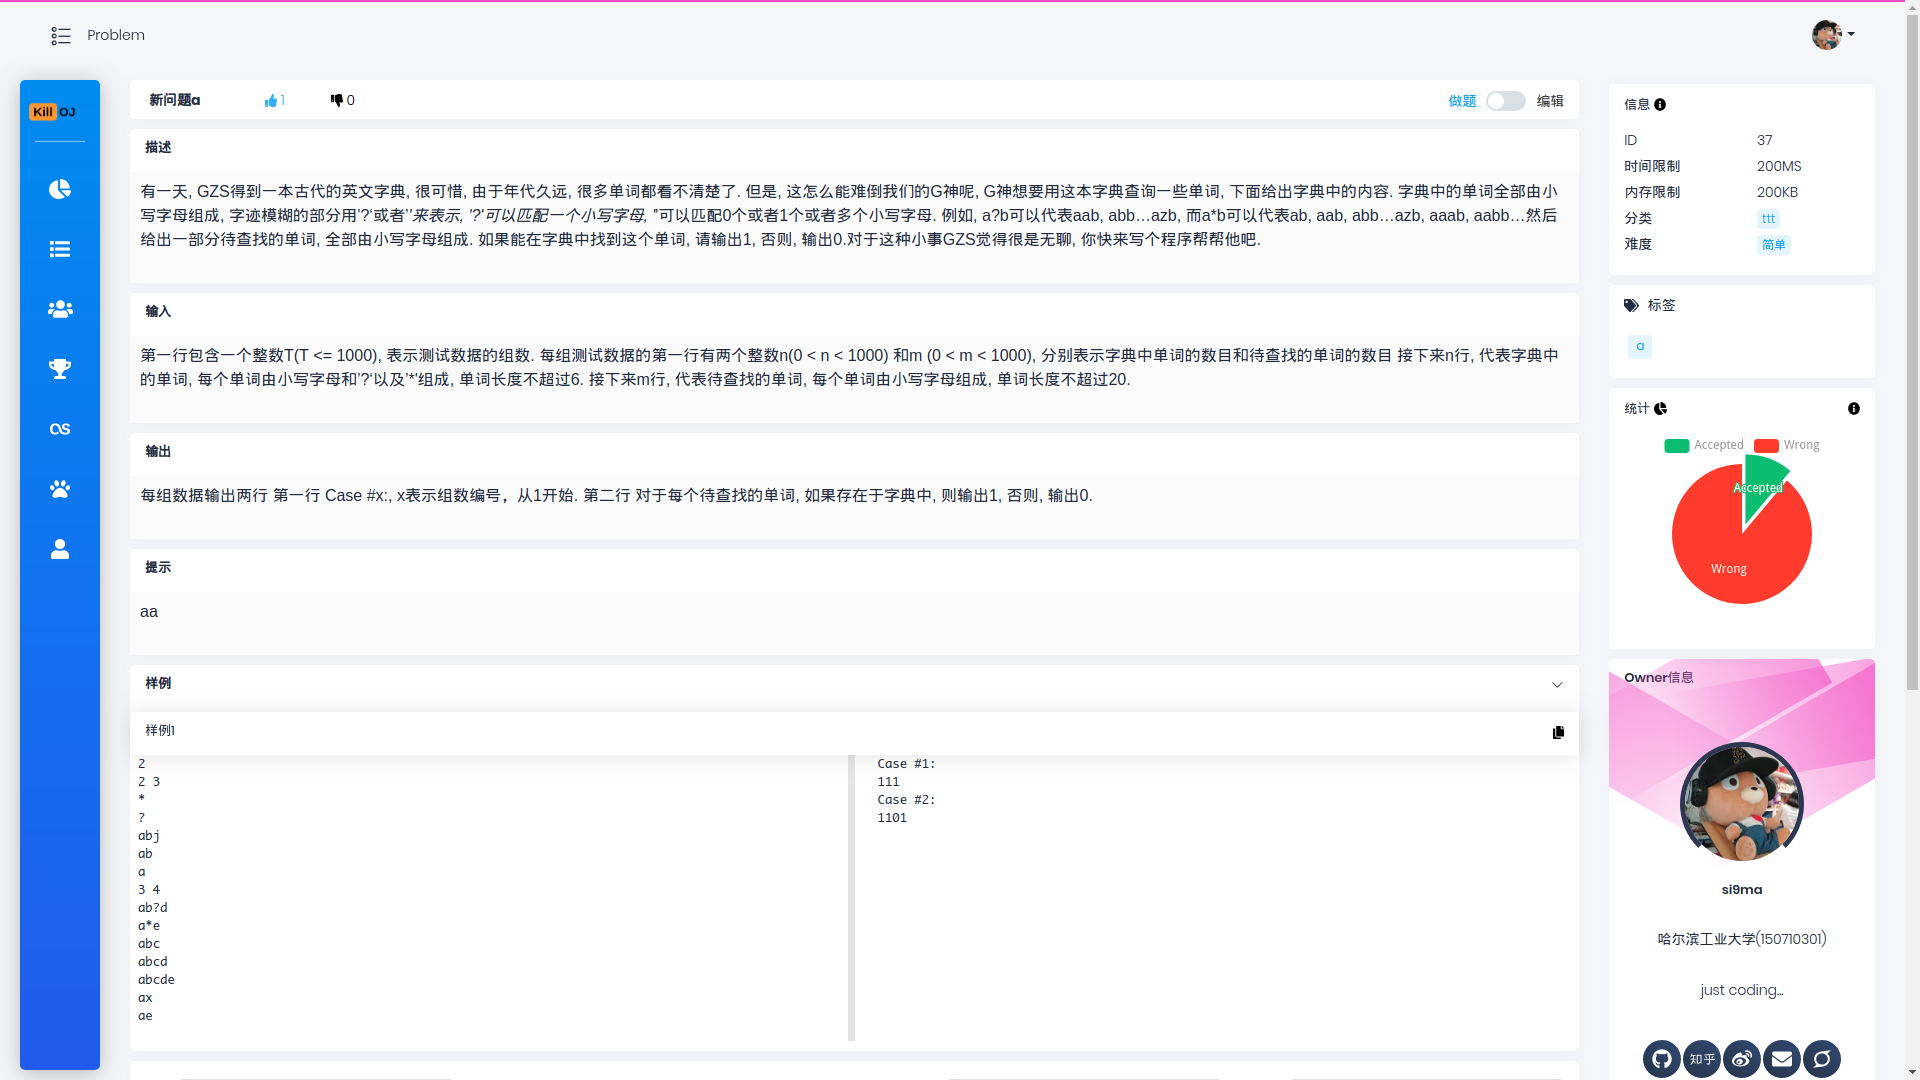 Problem
Kill OJ
新问题a
1
0
做题
编辑
描述
有一天, GZS得到一本古代的英文字典, 很可惜, 由于年代久远, 很多单词都看不清楚了. 但是, 这怎么能难倒我们的G神呢, G神想要用这本字典查询一些单词, 下面给出字典中的内容. 字典中的单词全部由小
写字母组成, 字迹模糊的部分用’?’或者’‘来表示, ’?’可以匹配一个小写字母, ’‘可以匹配0个或者1个或者多个小写字母. 例如, a?b可以代表aab, abb…azb, 而a*b可以代表ab, aab, abb…azb, aaab, aabb…然后
给出一部分待查找的单词, 全部由小写字母组成. 如果能在字典中找到这个单词, 请输出1, 否则, 输出0.对于这种小事GZS觉得很是无聊, 你快来写个程序帮帮他吧.
输入
第一行包含一个整数T(T <= 1000), 表示测试数据的组数. 每组测试数据的第一行有两个整数n(0 < n < 1000) 和m (0 < m < 1000), 分别表示字典中单词的数目和待查找的单词的数目 接下来n行, 代表字典中
的单词, 每个单词由小写字母和’?‘以及’*'组成, 单词长度不超过6. 接下来m行, 代表待查找的单词, 每个单词由小写字母组成, 单词长度不超过20.
输出
每组数据输出两行 第一行 Case #x:, x表示组数编号，从1开始. 第二行 对于每个待查找的单词, 如果存在于字典中, 则输出1, 否则, 输出0.
提示
aa
样例
样例1
2
2 3
*
?
abj
ab
a
3 4
ab?d
a*e
abc
abcd
abcde
ax
ae
Case #1:
111
Case #2:
1101
信息
ID 37
时间限制 200MS
内存限制 200KB
分类 ttt
难度 简单
标签
a
统计
Accepted Wrong
Accepted
Wrong
Owner信息
si9ma
哈尔滨工业大学(150710301)
just coding...
知乎